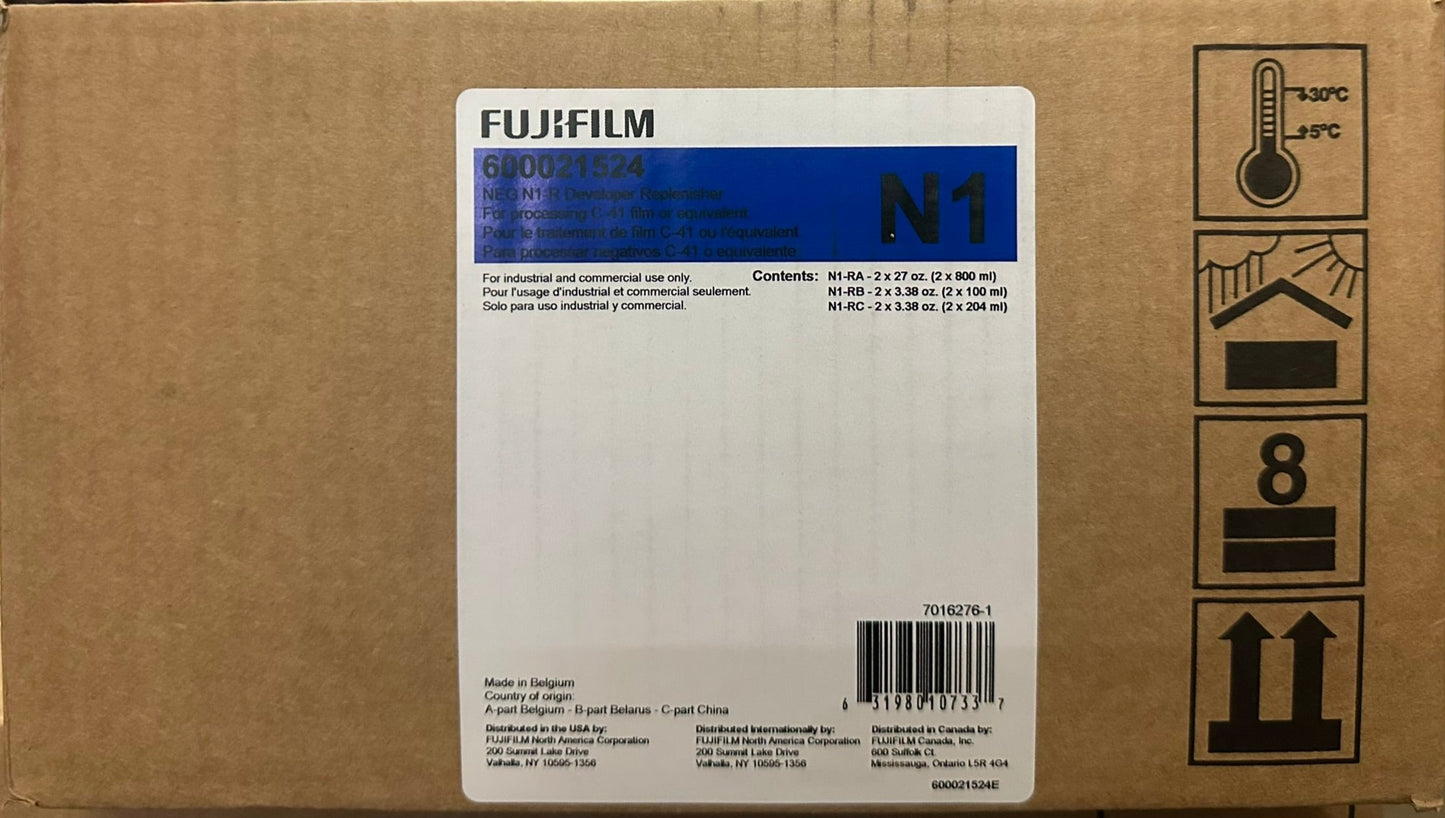 FUJIFILM
600021524
NEG N1-R Developer Replenisher
For processing C-41 film or equivalent
Pour le traitement de film C-41 ou l'équivalent
Para procesar negativos C-41 o equivalente
N1
For industrial and commercial use only.
Pour l'usage d'industrial et commercial seulement.
Solo para uso industrial y commercial.
Contents: N1-RA - 2 x 27 oz. (2 x 800 ml)
N1-RB - 2 x 3.38 oz. (2 x 100 ml)
N1-RC - 2 x 3.38 oz. (2 x 204 ml)
30°C
5°C
8
7016276-1
6 31980 10733 7
Made in Belgium
Country of origin:
A-part Belgium - B-part Belarus - C-part China
Distributed in the USA by:
FUJIFILM North America Corporation
200 Summit Lake Drive
Valhalla, NY 10595-1356
Distributed Internationally by:
FUJIFILM North America Corporation
200 Summit Lake Drive
Valhalla, NY 10595-1356
Distributed in Canada by:
FUJIFILM Canada, Inc.
600 Suffolk Ct.
Mississauga, Ontario L5R 4G4
600021524E